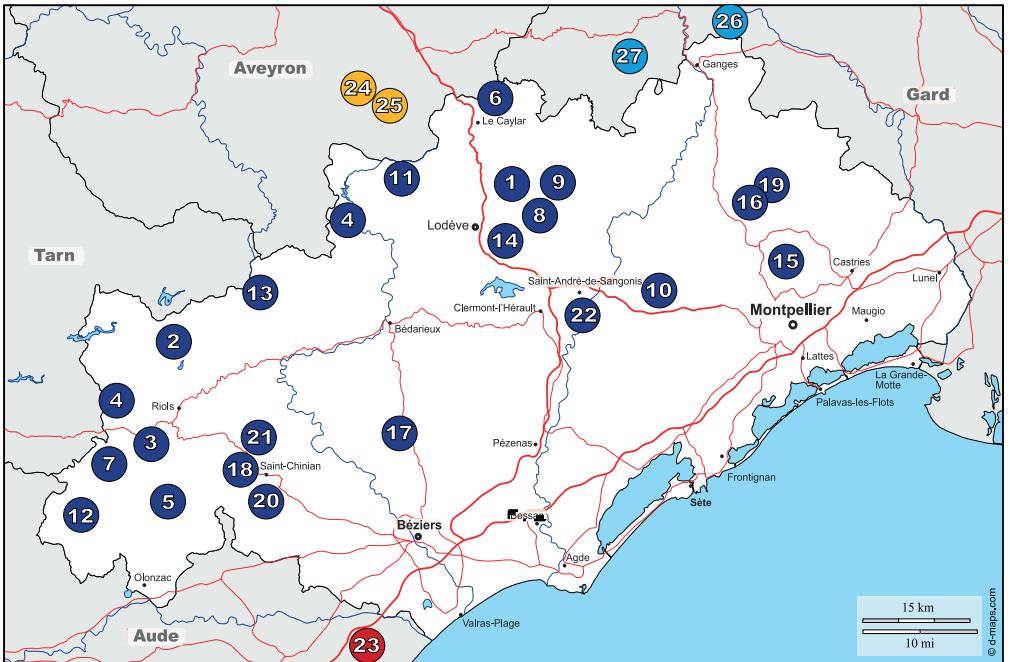 26
27
Ganges
Aveyron
24
25
6
Gard
Le Caylar
11
1
9
19
16
4
8
Lodève
14
Tarn
15
Castries
Lunel
13
Saint-André-de-Sangonis
10
Clermont-l'Hérault
22
Montpellier
Maugio
Bédarieux
2
Lattes
La Grande-
Motte
Palavas-les-Flots
4
Riols
3
21
17
Pézenas
7
18
Saint-Chinian
Frontignan
5
20
12
Sète
Bessan
Béziers
Agde
Olonzac
Valras-Plage
Aude
23
15 km
10 mi
© d-maps.com